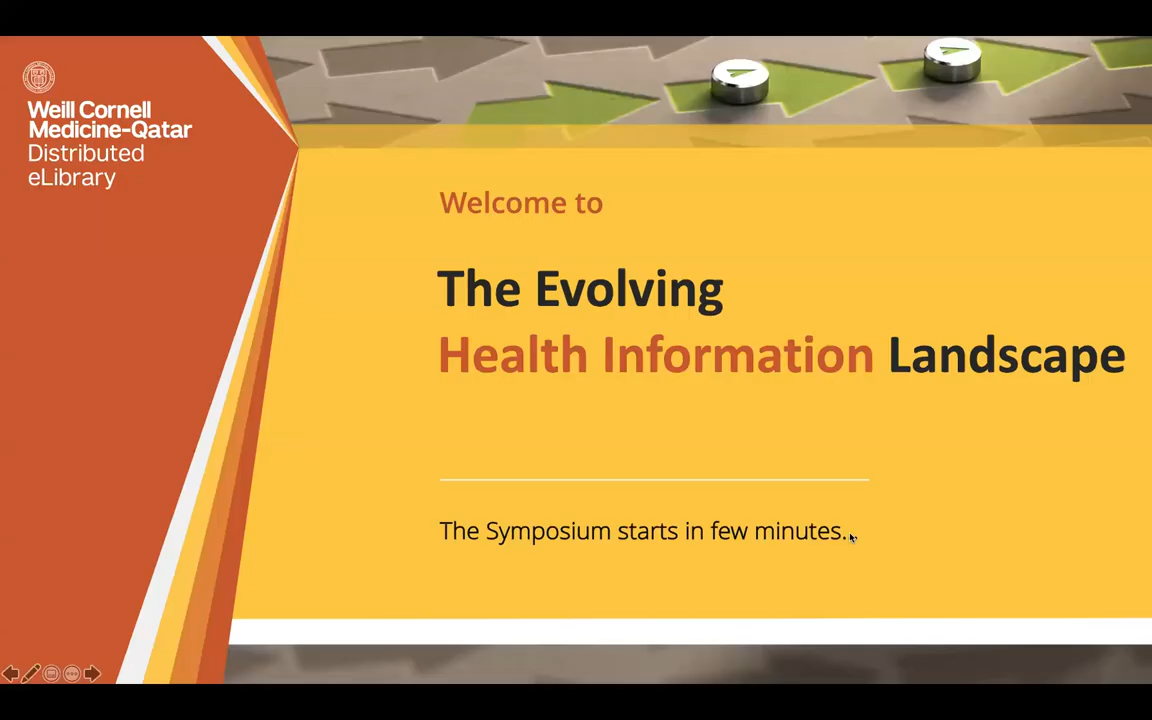 Weill Cornell
Medicine-Qatar
Distributed
eLibrary
Welcome to
The Evolving
Health Information Landscape
The Symposium starts in few minutes..